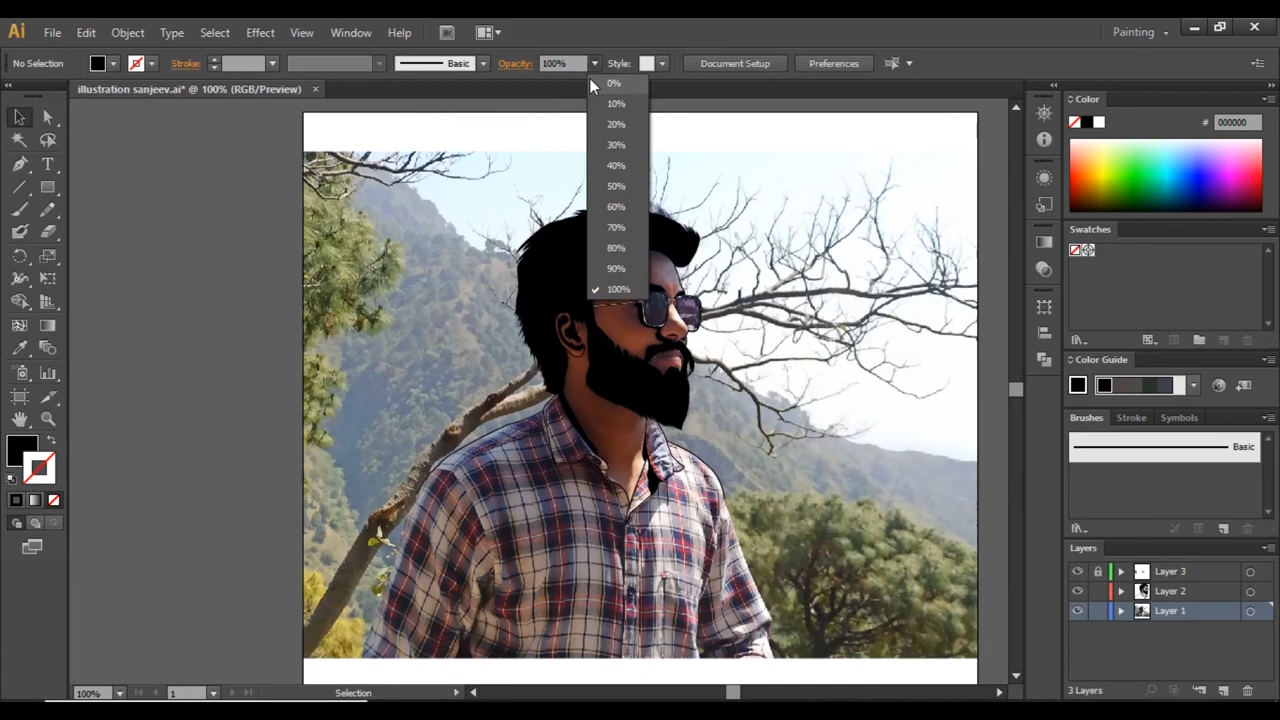 Ai File Edit Object Type Select Effect View Window Help Br Painting
No Selection Stroke: Basic Opacity: 100% Style: Document Setup Preferences
illustration sanjeev.ai* @ 100% (RGB/Preview) ×
0%
10%
20%
30%
40%
50%
60%
70%
80%
90%
100%
Color
# 000000
Swatches
Color Guide
Brushes Stroke Symbols
Basic
Layers
Layer 3
Layer 2
Layer 1
3 Layers
100% 1 Selection